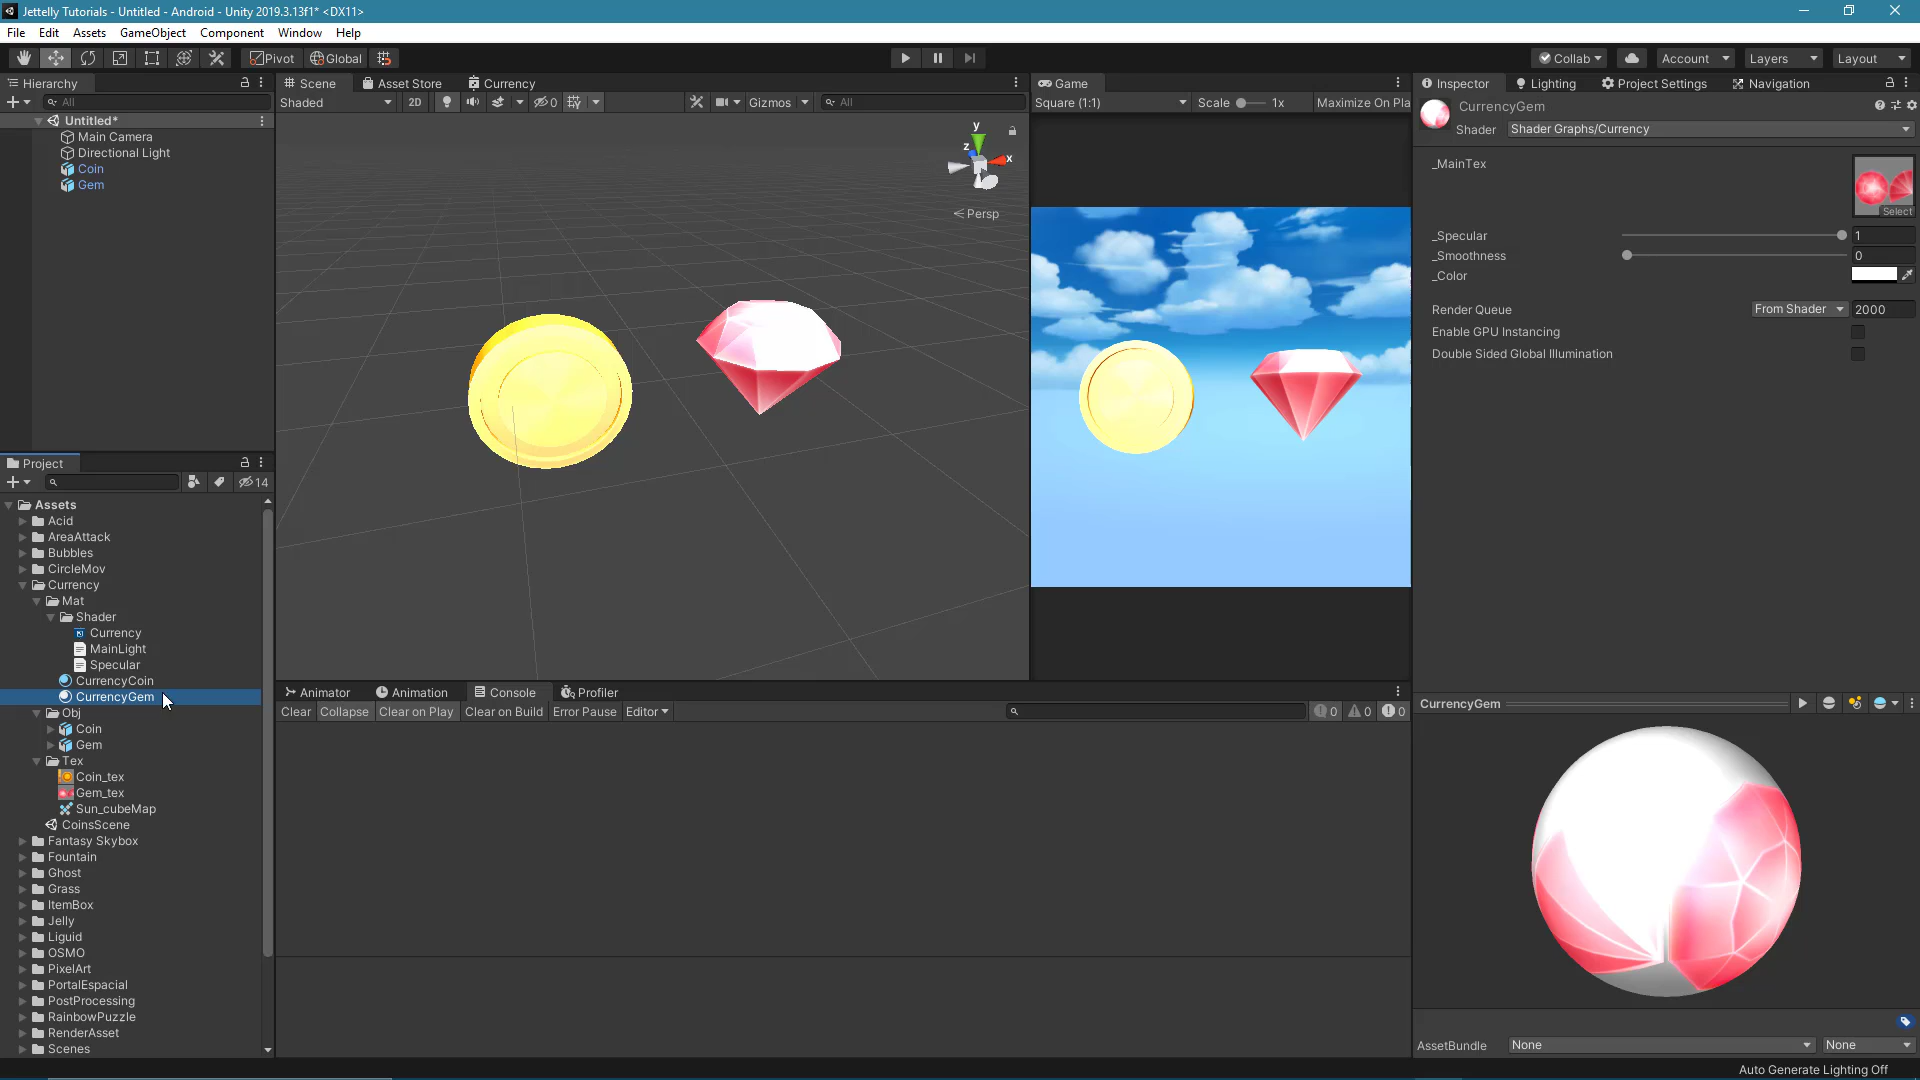 Jettelly Tutorials - Untitled - Android - Unity 2019.3.13f1* <DX11>
File Edit Assets GameObject Component Window Help
Pivot Global Collab Account Layers Layout
Hierarchy
All
Untitled*
Main Camera
Directional Light
Coin
Gem
Scene Asset Store Currency
Shaded 2D 0 Gizmos All
y
z
x
Persp
Game
Square (1:1) Scale 1x Maximize On Pla
Inspector Lighting Project Settings Navigation
CurrencyGem
Shader Shader Graphs/Currency
_MainTex
Select
_Specular 1
_Smoothness 0
_Color
Render Queue From Shader 2000
Enable GPU Instancing
Double Sided Global Illumination
Project
14
Assets
Acid
AreaAttack
Bubbles
CircleMov
Currency
Mat
Shader
Currency
MainLight
Specular
CurrencyCoin
CurrencyGem
Obj
Coin
Gem
Tex
Coin_tex
Gem_tex
Sun_cubeMap
CoinsScene
Fantasy Skybox
Fountain
Ghost
Grass
ItemBox
Jelly
Liguid
OSMO
PixelArt
PortalEspacial
PostProcessing
RainbowPuzzle
RenderAsset
Scenes
Animator Animation Console Profiler
Clear Collapse Clear on Play Clear on Build Error Pause Editor 0 0 0
CurrencyGem
AssetBundle None None
Auto Generate Lighting Off